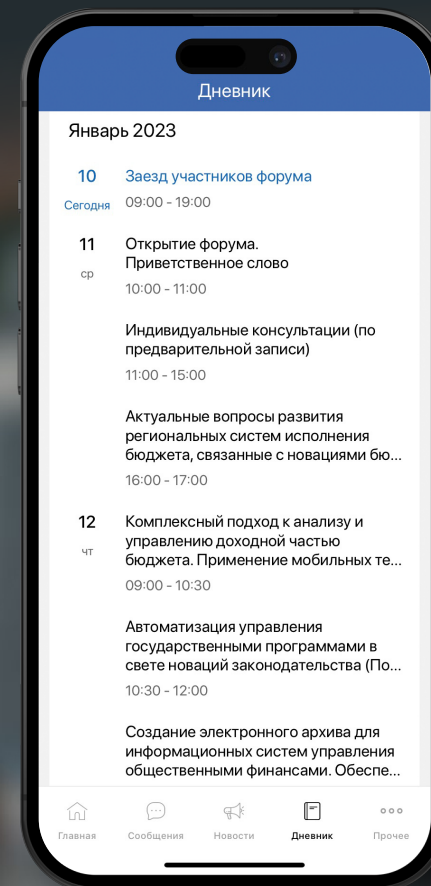 Дневник
Январь 2023
10
Заезд участников форума
Сегодня
09:00 - 19:00
11
Открытие форума.
Приветственное слово
ср
10:00 - 11:00
Индивидуальные консультации (по
предварительной записи)
11:00 - 15:00
Актуальные вопросы развития
региональных систем исполнения
бюджета, связанные с новациями бю...
16:00 - 17:00
12
Комплексный подход к анализу и
управлению доходной частью
чт
бюджета. Применение мобильных те...
09:00 - 10:30
Автоматизация управления
государственными программами в
свете новаций законодательства (По...
10:30 - 12:00
Создание электронного архива для
информационных систем управления
общественными финансами. Обеспе...
Главная
Сообщения
Новости
Дневник
Прочее